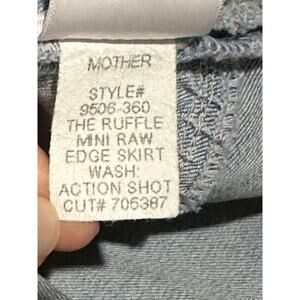 MOTHER
STYLE#
9506-360
THE RUFFLE
MINI RAW
EDGE SKIRT
WASH:
ACTION SHOT
CUT# 705387